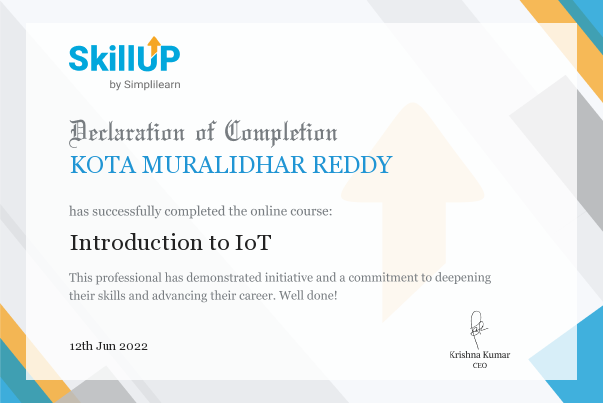 SkillUP
by Simplilearn
Declaration of Completion
KOTA MURALIDHAR REDDY
has successfully completed the online course:
Introduction to IoT
This professional has demonstrated initiative and a commitment to deepening
their skills and advancing their career. Well done!
12th Jun 2022
Krishna Kumar
CEO